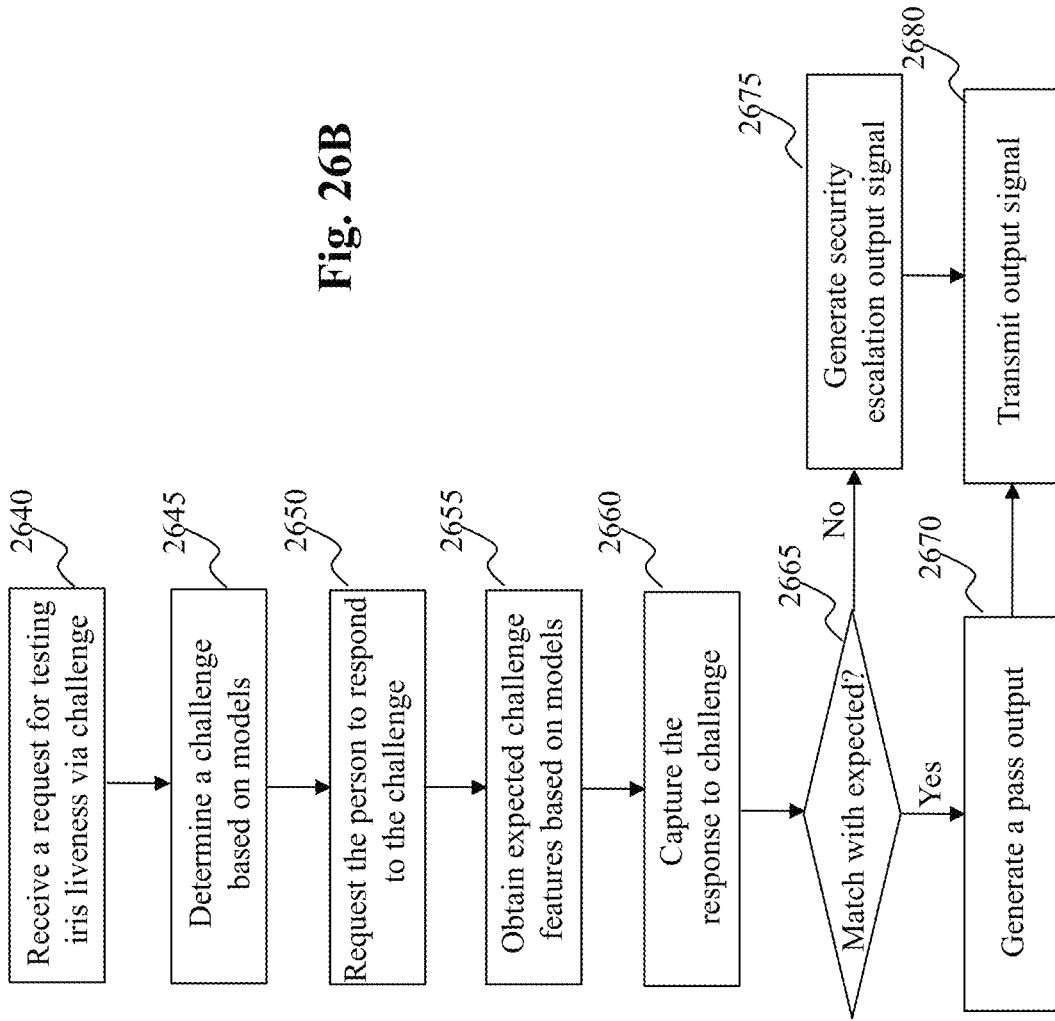 2640
Receive a request for testing
iris liveness via challenge
2645
Determine a challenge
based on models
2650
Request the person to respond
to the challenge
2655
Obtain expected challenge
features based on models
2660
Capture the
response to challenge
2665
Match with expected?
No
Yes
2670
Generate a pass output
2675
Generate security
escalation output signal
2680
Transmit output signal
Fig. 26B